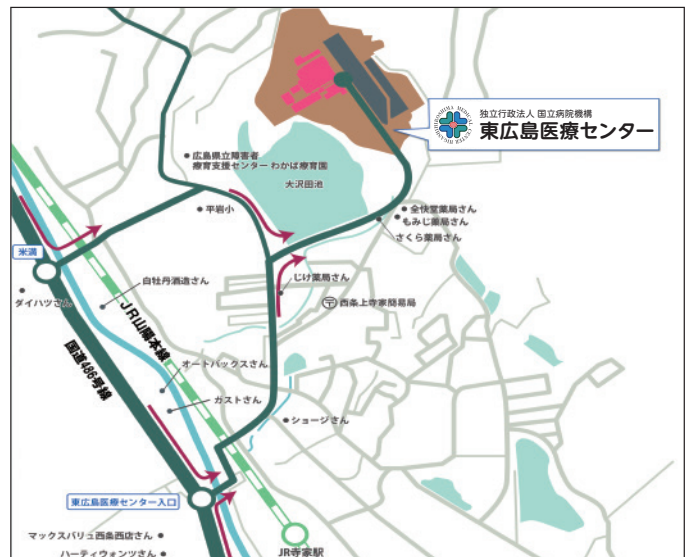 独立行政法人 国立病院機構
東広島医療センター
広島県立障害者
療育支援センター わかば療育園
大沢田池
平岩小
全快堂薬局さん
もみじ薬局さん
さくら薬局さん
米満
じけ薬局さん
白牡丹酒造さん
西条上寺家簡易局
ダイハツさん
JR山陽本線
国道486号線
オートバックスさん
ガストさん
ショージさん
東広島医療センター入口
マックスバリュ西条西店さん
ハーティウォンツさん
JR寺家駅